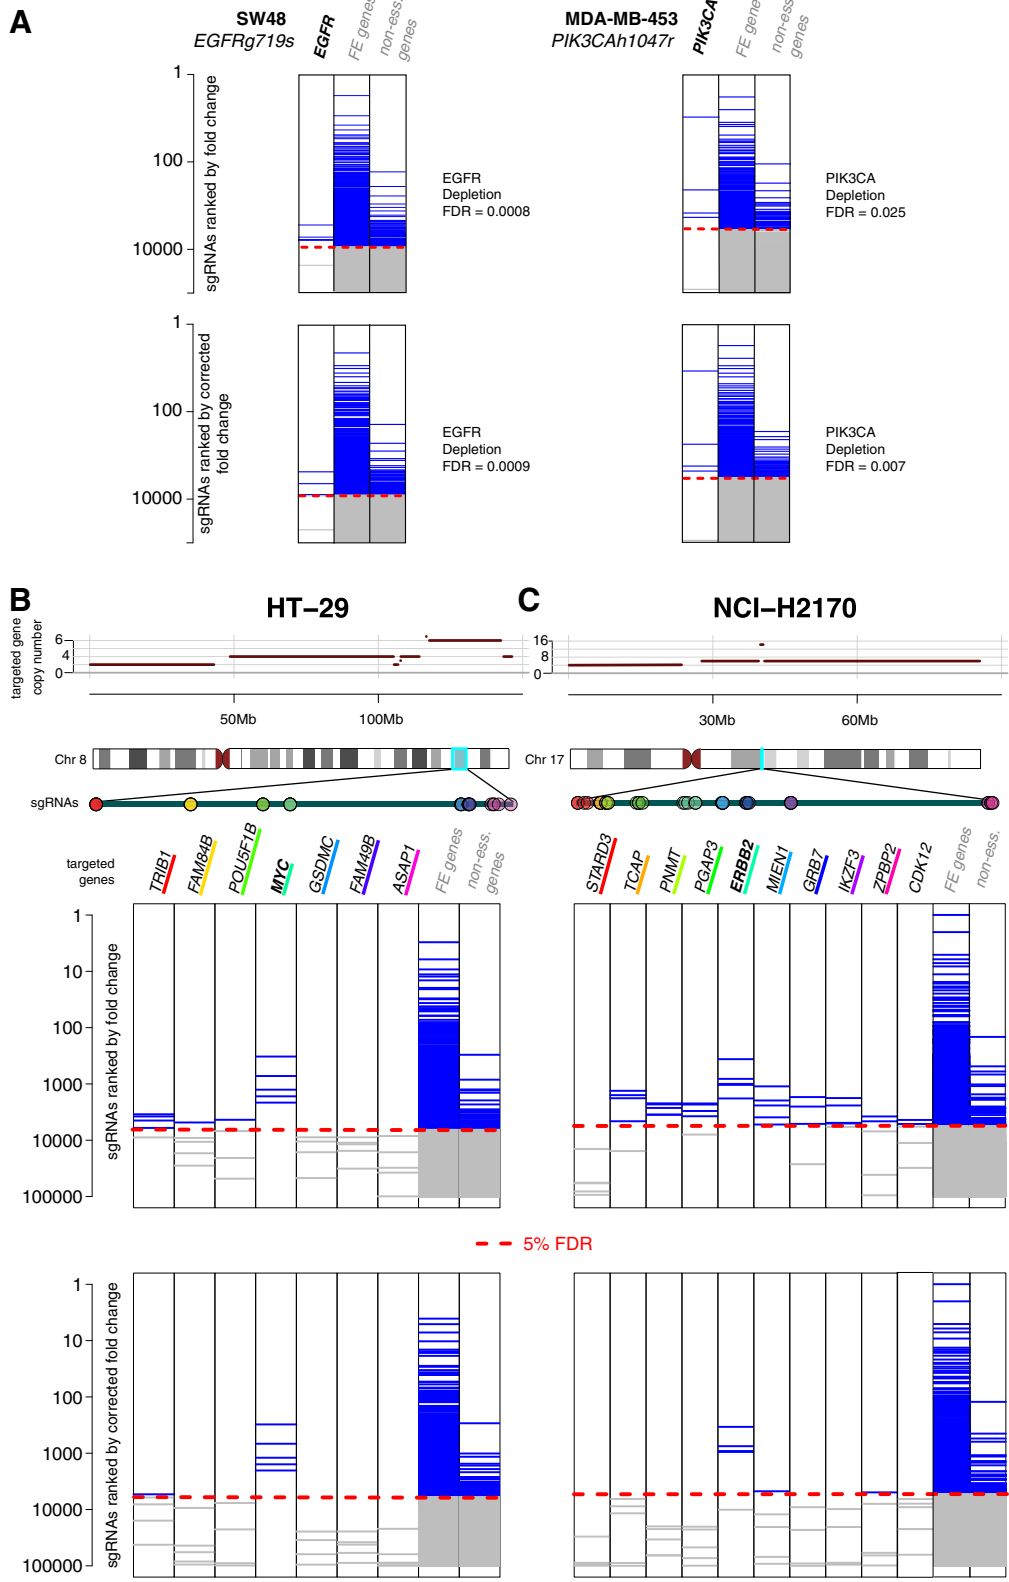 A
SW48
EGFRg719s
EGFR
FE genes
non-ess.
genes
MDA-MB-453
PIK3CAh1047r
PIK3CA
FE genes
non-ess.
genes
sgRNAs ranked by fold change
1
100
10000
EGFR
Depletion
FDR = 0.0008
PIK3CA
Depletion
FDR = 0.025
sgRNAs ranked by corrected
fold change
1
100
10000
EGFR
Depletion
FDR = 0.0009
PIK3CA
Depletion
FDR = 0.007
B
HT−29
targeted gene
copy number
6
4
0
50Mb
100Mb
Chr 8
sgRNAs
targeted
genes
TRIB1
FAM84B
POU5F1B
MYC
GSDMC
FAM49B
ASAP1
FE genes
non-ess.
genes
C
NCI−H2170
16
8
0
30Mb
60Mb
Chr 17
STARD3
TCAP
PNMT
PGAP3
ERBB2
MIEN1
GRB7
IKZF3
ZPBP2
CDK12
FE genes
non-ess.
sgRNAs ranked by fold change
1
10
100
1000
10000
100000
5% FDR
sgRNAs ranked by corrected fold change
1
10
100
1000
10000
100000